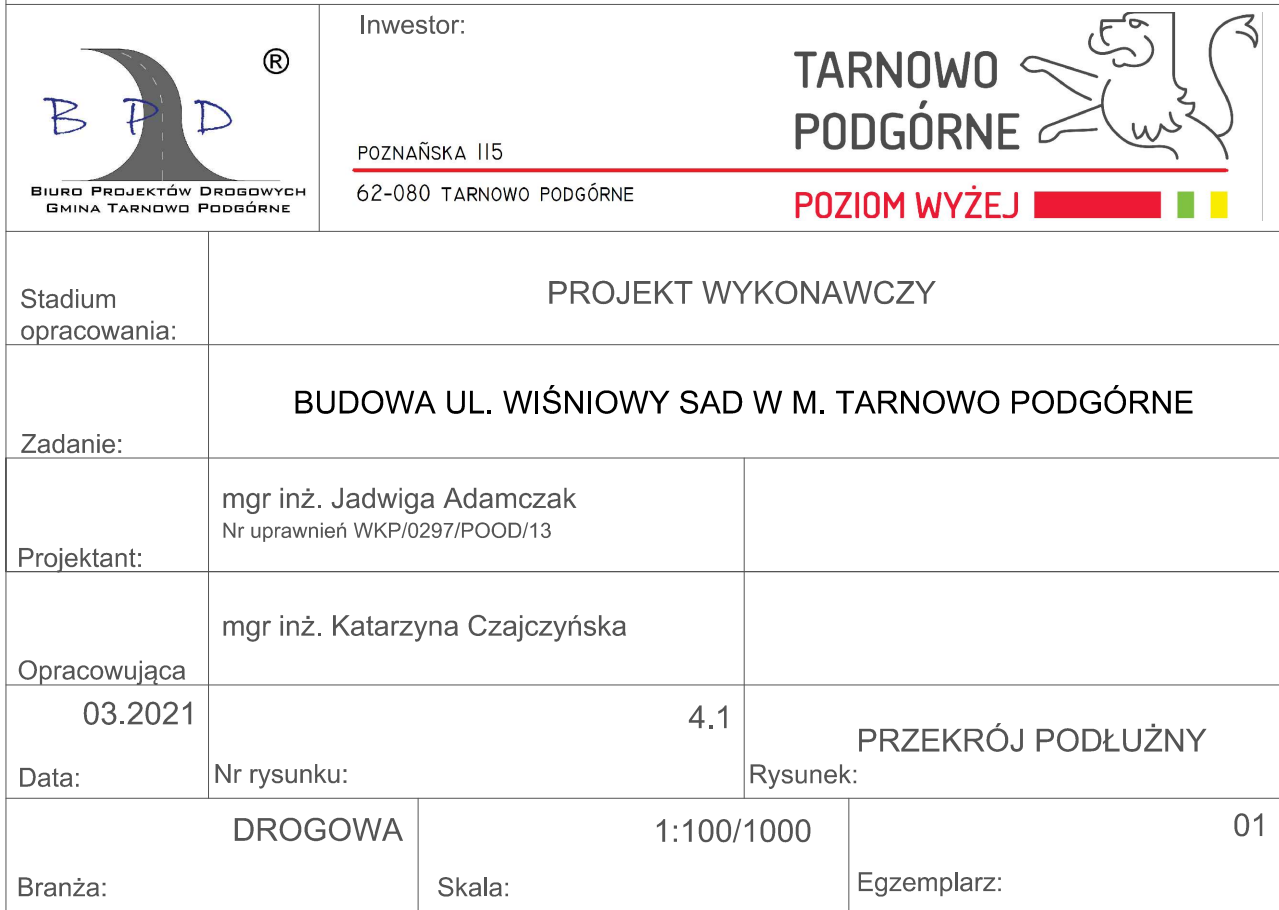 ®
B P D
BIURO PROJEKTÓW DROGOWYCH
GMINA TARNOWO PODGÓRNE
Inwestor:
POZNAŃSKA 115
62-080 TARNOWO PODGÓRNE
TARNOWO
PODGÓRNE
POZIOM WYŻEJ
Stadium
opracowania:
PROJEKT WYKONAWCZY
Zadanie:
BUDOWA UL. WIŚNIOWY SAD W M. TARNOWO PODGÓRNE
Projektant:
mgr inż. Jadwiga Adamczak
Nr uprawnień WKP/0297/POOD/13
Opracowująca
mgr inż. Katarzyna Czajczyńska
03.2021
Data:
4.1
Nr rysunku:
PRZEKRÓJ PODŁUŻNY
Rysunek:
DROGOWA
Branża:
1:100/1000
Skala:
01
Egzemplarz: